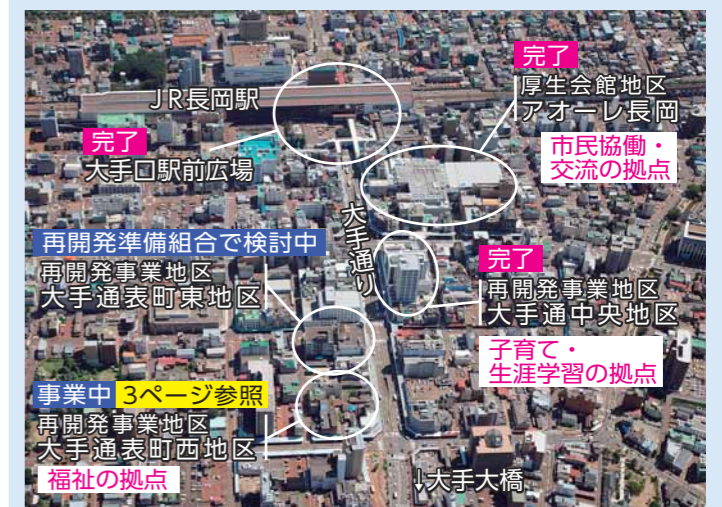 完了
厚生会館地区
アオーレ長岡
市民協働・
交流の拠点
JR長岡駅
完了
大手口駅前広場
大手通り
再開発準備組合で検討中
再開発事業地区
大手通表町東地区
完了
再開発事業地区
大手通中央地区
子育て・
生涯学習の拠点
事業中 3ページ参照
再開発事業地区
大手通表町西地区
福祉の拠点
↓大手大橋